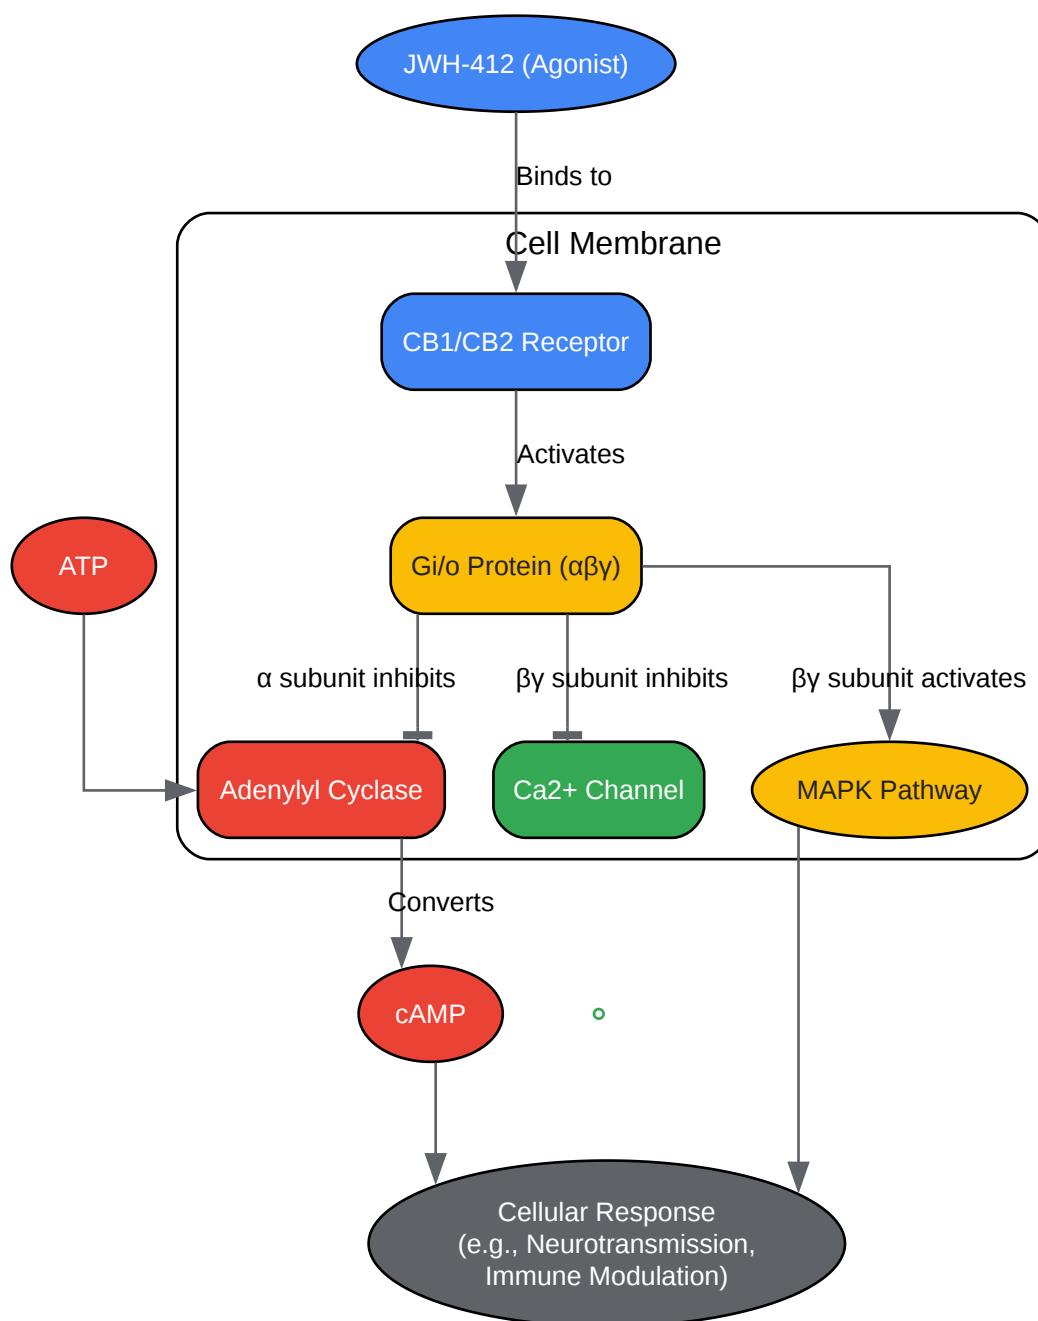 JWH-412 (Agonist)
Binds to
Cell Membrane
CB1/CB2 Receptor
Activates
ATP
Gi/o Protein (αβγ)
α subunit inhibits
βγ subunit inhibits
βγ subunit activates
Adenylyl Cyclase
Ca2+ Channel
MAPK Pathway
Converts
cAMP
Cellular Response
(e.g., Neurotransmission,
Immune Modulation)